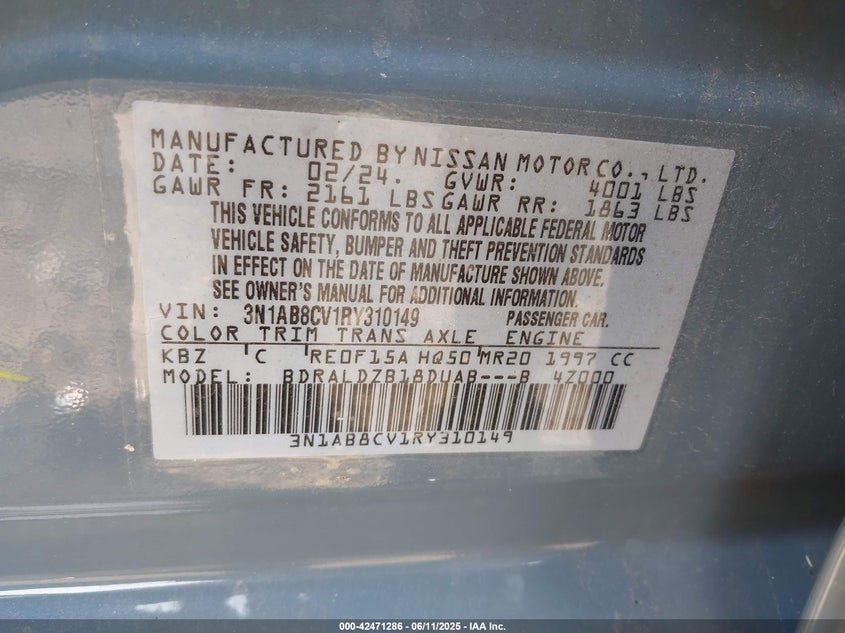 MANUFACTURED BY NISSAN MOTOR CO., LTD.
DATE: 02/24. GVWR: 4001 LBS
GAWR FR: 2161 LBS GAWR RR: 1863 LBS
THIS VEHICLE CONFORMS TO ALL APPLICABLE FEDERAL MOTOR
VEHICLE SAFETY, BUMPER AND THEFT PREVENTION STANDARDS
IN EFFECT ON THE DATE OF MANUFACTURE SHOWN ABOVE.
SEE OWNER'S MANUAL FOR ADDITIONAL INFORMATION.
VIN: 3N1AB8CV1RY310149 PASSENGER CAR.
COLOR TRIM TRANS AXLE ENGINE
KBZ C RE0F15A HQ50 MR20 1997 CC
MODEL: BDRALDZB18DUAB---B 4Z000
3N1AB8CV1RY310149
000-42471286 - 06/11/2025 - IAA Inc.